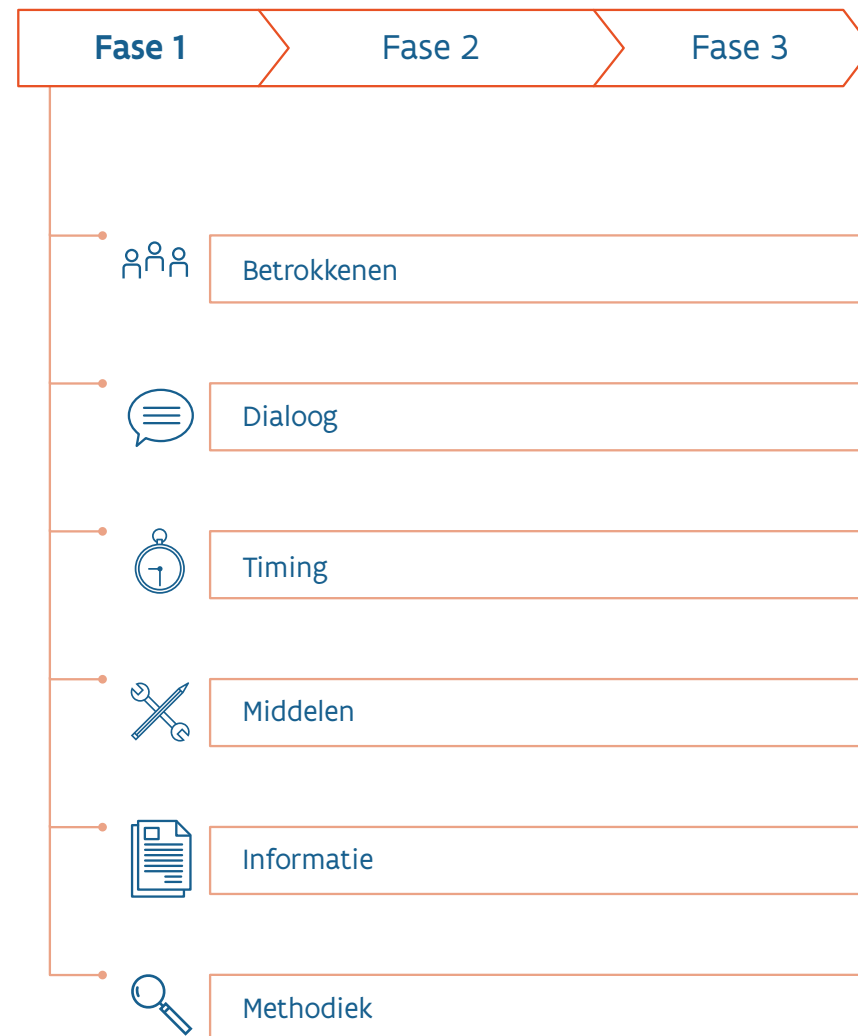 Fase 1
Fase 2
Fase 3
Betrokkenen
Dialoog
Timing
Middelen
Informatie
Methodiek